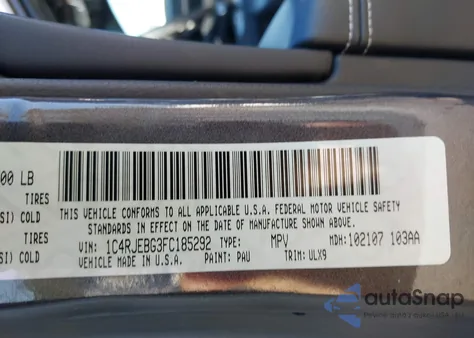 00 LB
TIRES
SI) COLD
THIS VEHICLE CONFORMS TO ALL APPLICABLE U.S.A. FEDERAL MOTOR VEHICLE SAFETY
TIRES
STANDARDS IN EFFECT ON THE DATE OF MANUFACTURE SHOWN ABOVE.
SI) COLD
VIN: 1C4RJEBG3FC185292 TYPE: MPV MDH: 102107 103AA
VEHICLE MADE IN U.S.A. PAINT: PAU TRIM: ULX9
autoSnap